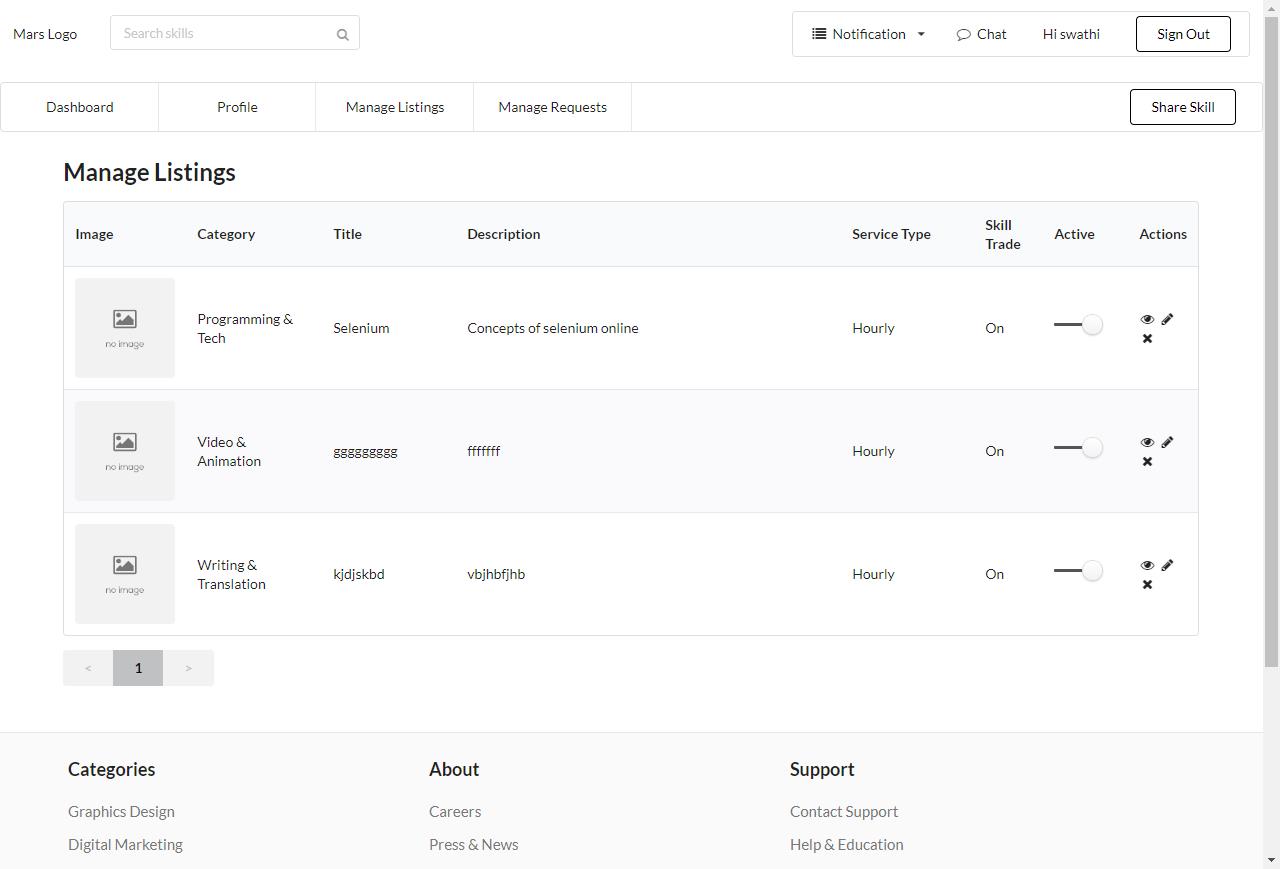 Mars Logo
Search skills
Notification
Chat
Hi swathi
Sign Out
Dashboard
Profile
Manage Listings
Manage Requests
Share Skill
Manage Listings
Image
Category
Title
Description
Service Type
Skill
Trade
Active
Actions
no image
Programming &
Tech
Selenium
Concepts of selenium online
Hourly
On
no image
Video &
Animation
ggggggggg
fffffff
Hourly
On
no image
Writing &
Translation
kjdjskbd
vbjhbfjhb
Hourly
On
<
1
>
Categories
Graphics Design
Digital Marketing
About
Careers
Press & News
Support
Contact Support
Help & Education